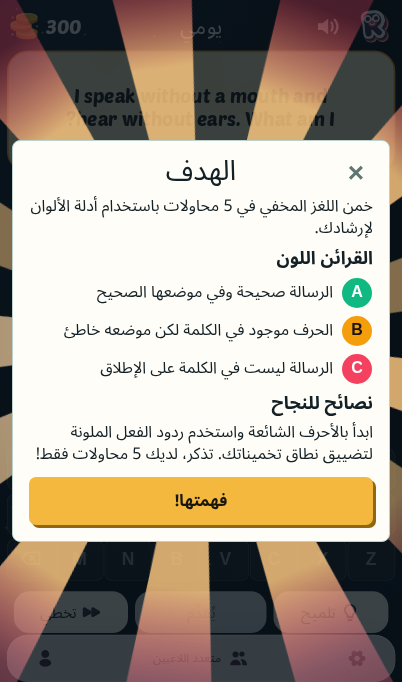 300
يومي
I speak without a mouth and
hear without ears. What am I?
الهدف
خمن اللغز المخفي في 5 محاولات باستخدام أدلة الألوان
لإرشادك.
القرائن اللون
A الرسالة صحيحة وفي موضعها الصحيح
B الحرف موجود في الكلمة لكن موضعه خاطئ
C الرسالة ليست في الكلمة على الإطلاق
نصائح للنجاح
ابدأ بالأحرف الشائعة واستخدم ردود الفعل الملونة
لتضييق نطاق تخميناتك. تذكر، لديك 5 محاولات فقط!
فهمتها!
Z X C V B N M
تلميح
تخطي
متعدد اللاعبين